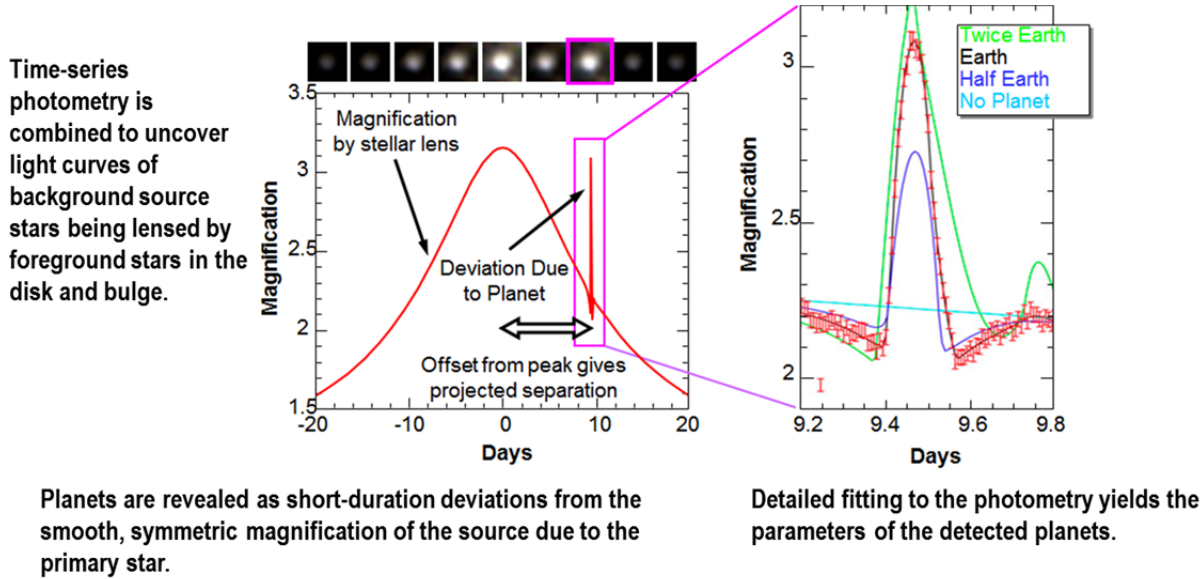 Time-series
photometry is
combined to uncover
light curves of
background source
stars being lensed by
foreground stars in the
disk and bulge.
3.5
3
2.5
2
1.5
Magnification
Magnification
by stellar lens
Deviation Due
to Planet
Offset from peak gives
projected separation
-20 -10 0 10 20
Days
Twice Earth
Earth
Half Earth
No Planet
3
2.5
2
Magnification
9.2 9.4 9.6 9.8
Days
Planets are revealed as short-duration deviations from the
smooth, symmetric magnification of the source due to the
primary star.
Detailed fitting to the photometry yields the
parameters of the detected planets.